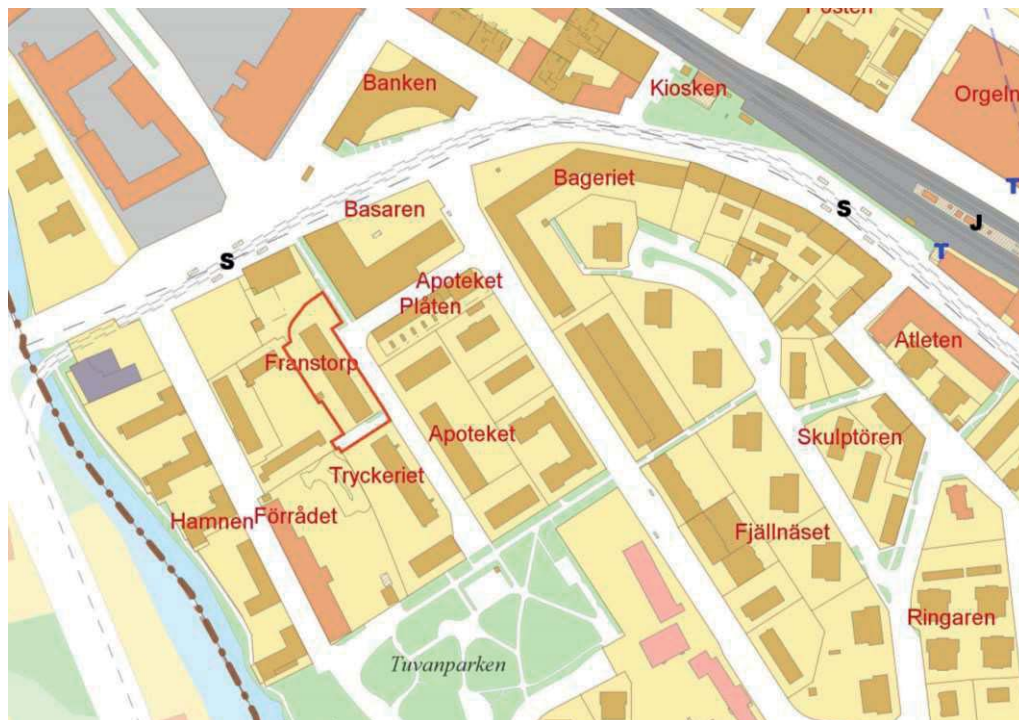 Posten
Banken
Kiosken
Orgeln
T
Bageriet
S
Basaren
J
S
T
Apoteket
Plåten
Atleten
Franstorp
Apoteket
Skulptören
Tryckeriet
Hamnen
Förrådet
Fjällnäset
Ringaren
Tuvanparken